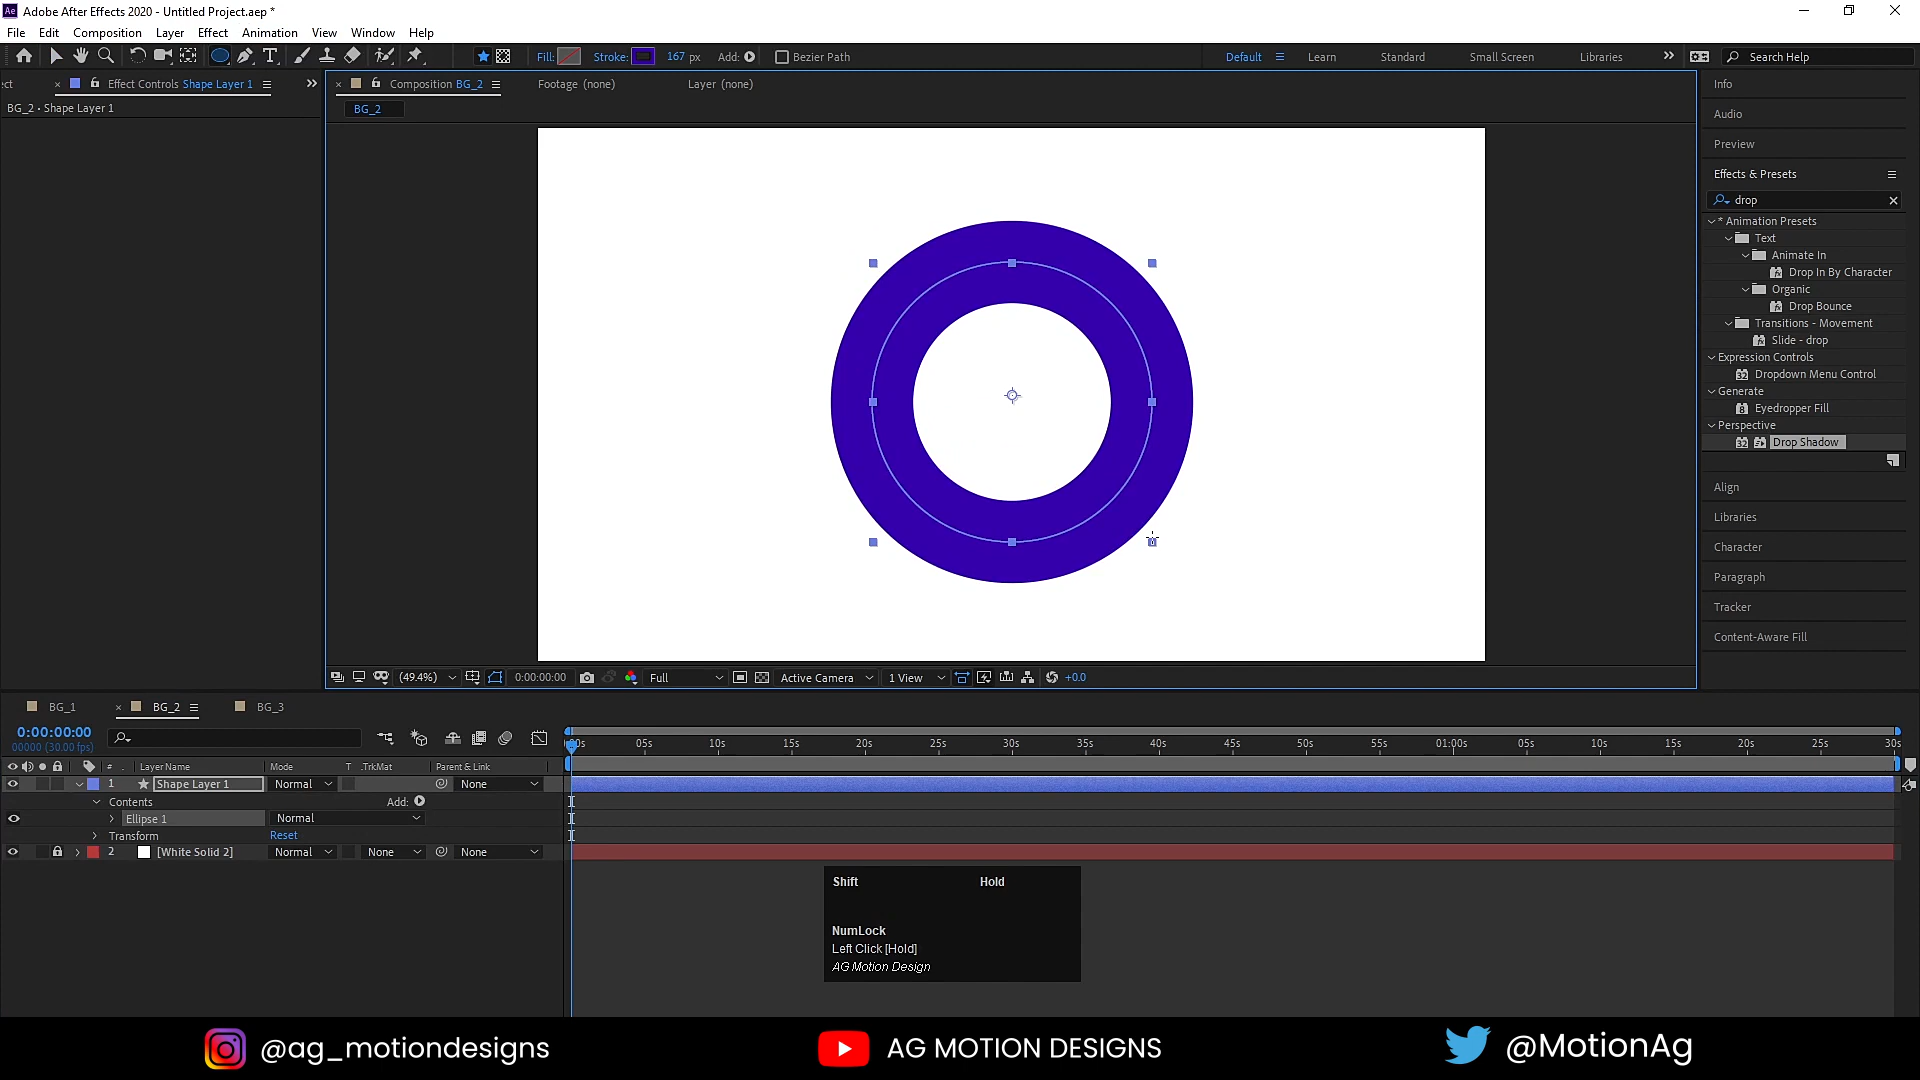 Adobe After Effects 2020 - Untitled Project.aep *
File Edit Composition Layer Effect Animation View Window Help
Fill: Stroke: 167 px Add: Bezier Path Default Learn Standard Small Screen Libraries Search Help
ect Effect Controls Shape Layer 1 Composition BG_2 Footage (none) Layer (none)
BG_2 • Shape Layer 1
BG_2
Info
Audio
Preview
Effects & Presets
drop
* Animation Presets
Text
Animate In
Drop In By Character
Organic
Drop Bounce
Transitions - Movement
Slide - drop
Expression Controls
Dropdown Menu Control
Generate
Eyedropper Fill
Perspective
Drop Shadow
Align
Libraries
Character
Paragraph
Tracker
Content-Aware Fill
(49.4%) 0:00:00:00 Full Active Camera 1 View +0.0
BG_1 BG_2 BG_3
0:00:00:00
00000 (30.00 fps)
00s 05s 10s 15s 20s 25s 30s 35s 40s 45s 50s 55s 01:00s 05s 10s 15s 20s 25s 30s
# Layer Name Mode T .TrkMat Parent & Link
1 Shape Layer 1 Normal None
Contents Add:
Ellipse 1 Normal
Transform Reset
2 [White Solid 2] Normal None None
Shift Hold
NumLock
Left Click [Hold]
AG Motion Design
@ag_motiondesigns AG MOTION DESIGNS @MotionAg